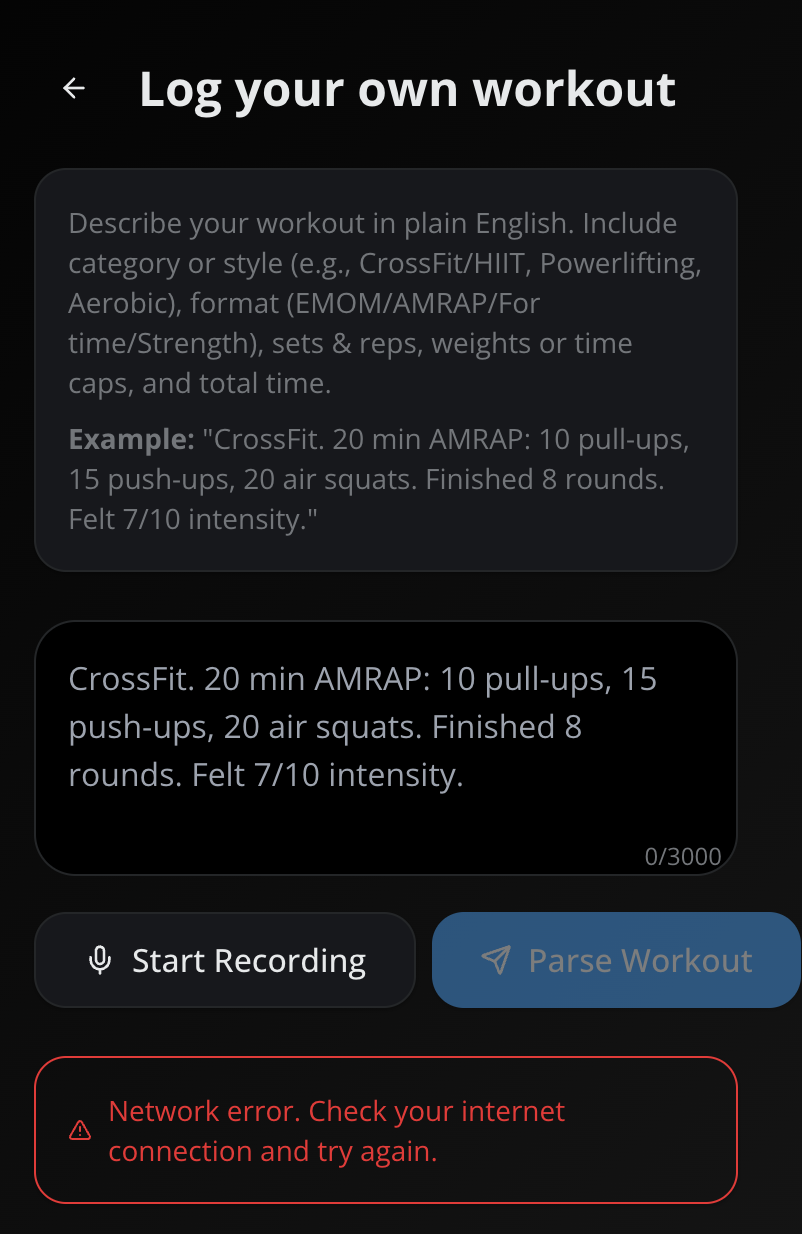 Log your own workout
Describe your workout in plain English. Include
category or style (e.g., CrossFit/HIIT, Powerlifting,
Aerobic), format (EMOM/AMRAP/For
time/Strength), sets & reps, weights or time
caps, and total time.
Example: "CrossFit. 20 min AMRAP: 10 pull-ups,
15 push-ups, 20 air squats. Finished 8 rounds.
Felt 7/10 intensity."
CrossFit. 20 min AMRAP: 10 pull-ups, 15
push-ups, 20 air squats. Finished 8
rounds. Felt 7/10 intensity.
0/3000
Start Recording
Parse Workout
Network error. Check your internet
connection and try again.